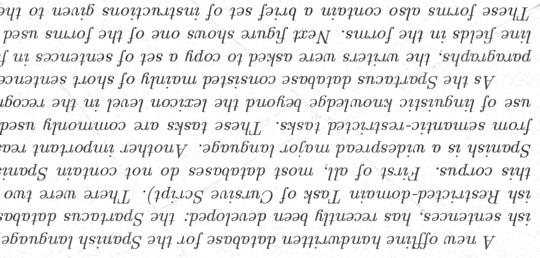 A new offline handwritten database for the Spanish language
ish sentences, has recently been developed: the Spartacus databas
ish Restricted-domain Task of Cursive Script). There were two
this corpus. First of all, most databases do not contain Spani
Spanish is a widespread major language. Another important rea
from semantic-restricted tasks. These tasks are commonly used
use of linguistic knowledge beyond the lexicon level in the recog
As the Spartacus database consisted mainly of short sentence
paragraphs, the writers were asked to copy a set of sentences in f
line fields in the forms. Next figure shows one of the forms used
These forms also contain a brief set of instructions given to the